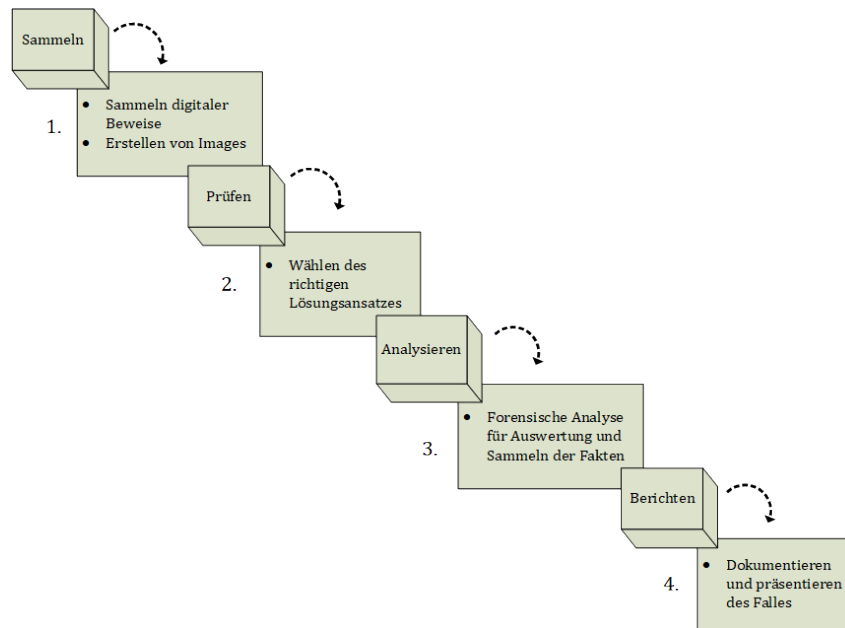 Sammeln
1.
• Sammeln digitaler
Beweise
• Erstellen von Images
Prüfen
2.
• Wählen des
richtigen
Lösungsansatzes
Analysieren
3.
• Forensische Analyse
für Auswertung und
Sammeln der Fakten
Berichten
4.
• Dokumentieren
und präsentieren
des Falles